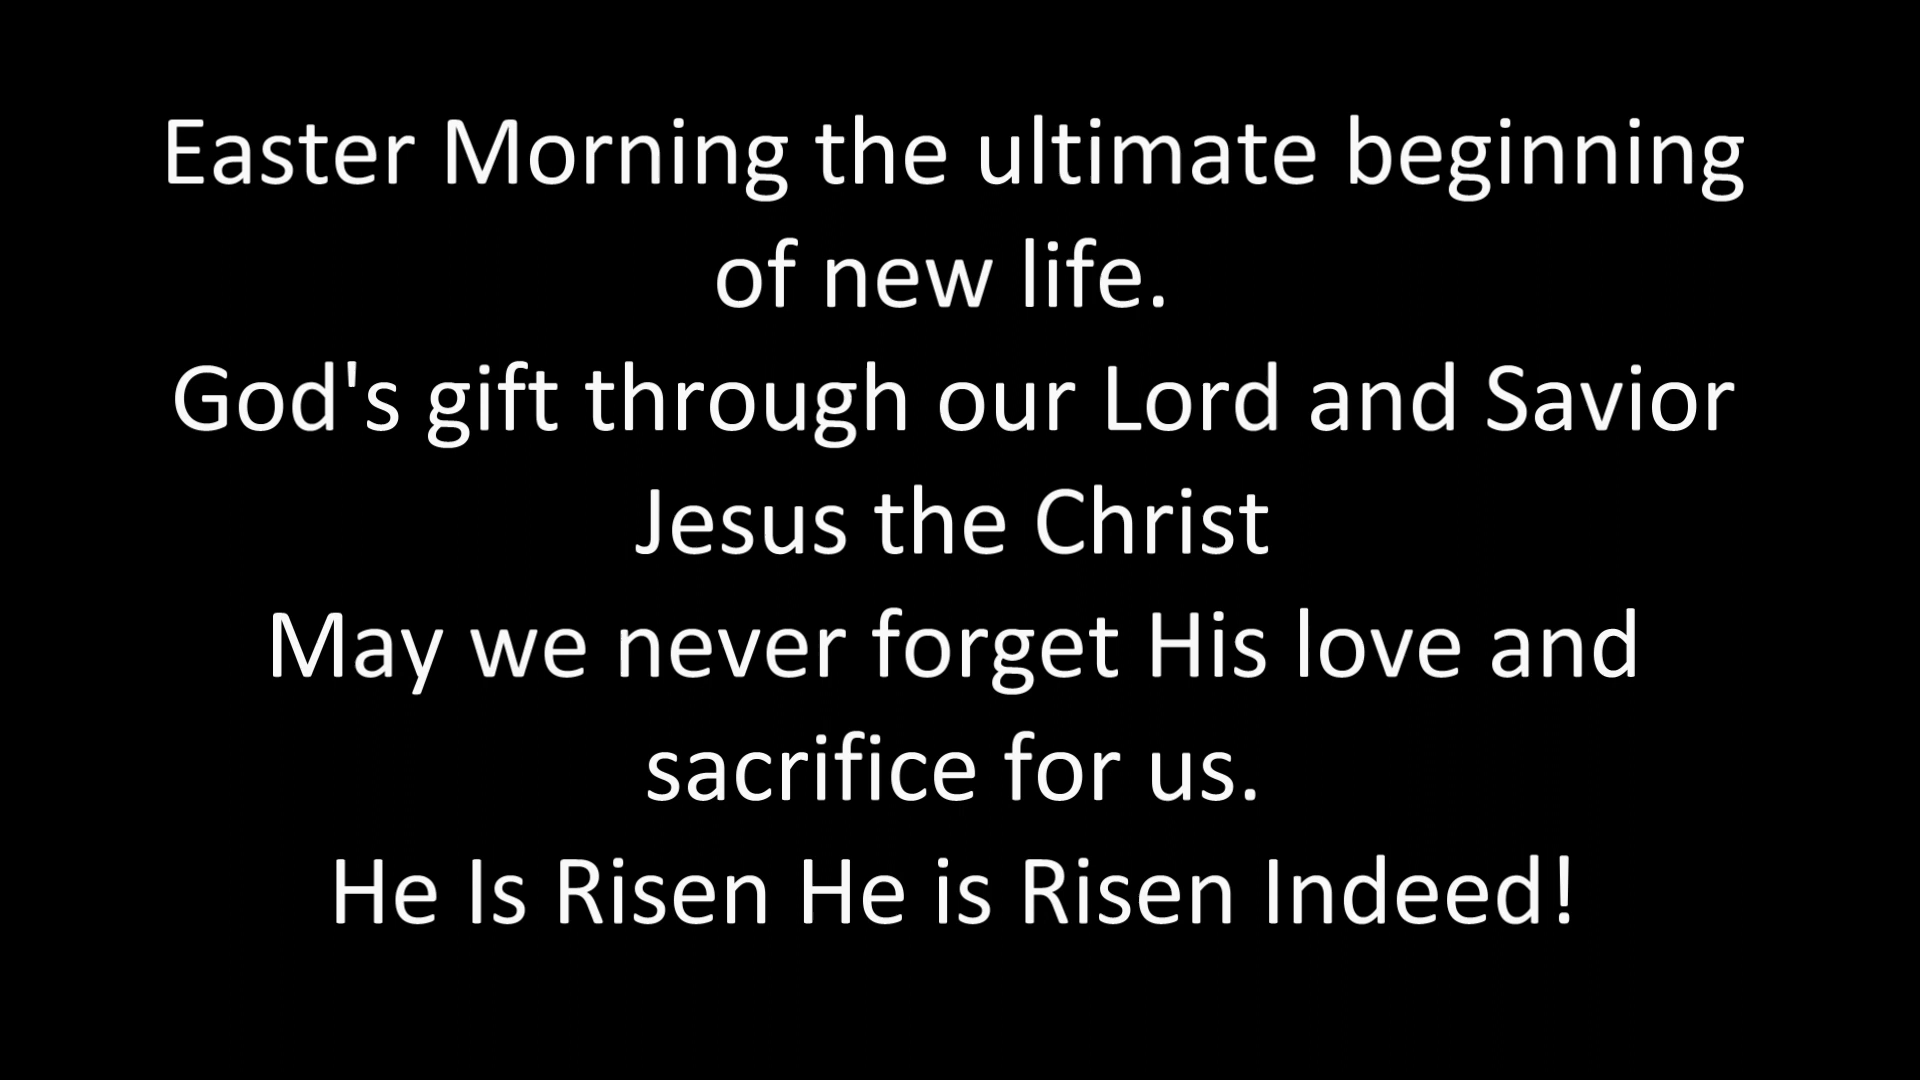 Easter Morning the ultimate beginning
of new life.
God's gift through our Lord and Savior
Jesus the Christ
May we never forget His love and
sacrifice for us.
He Is Risen He is Risen Indeed!